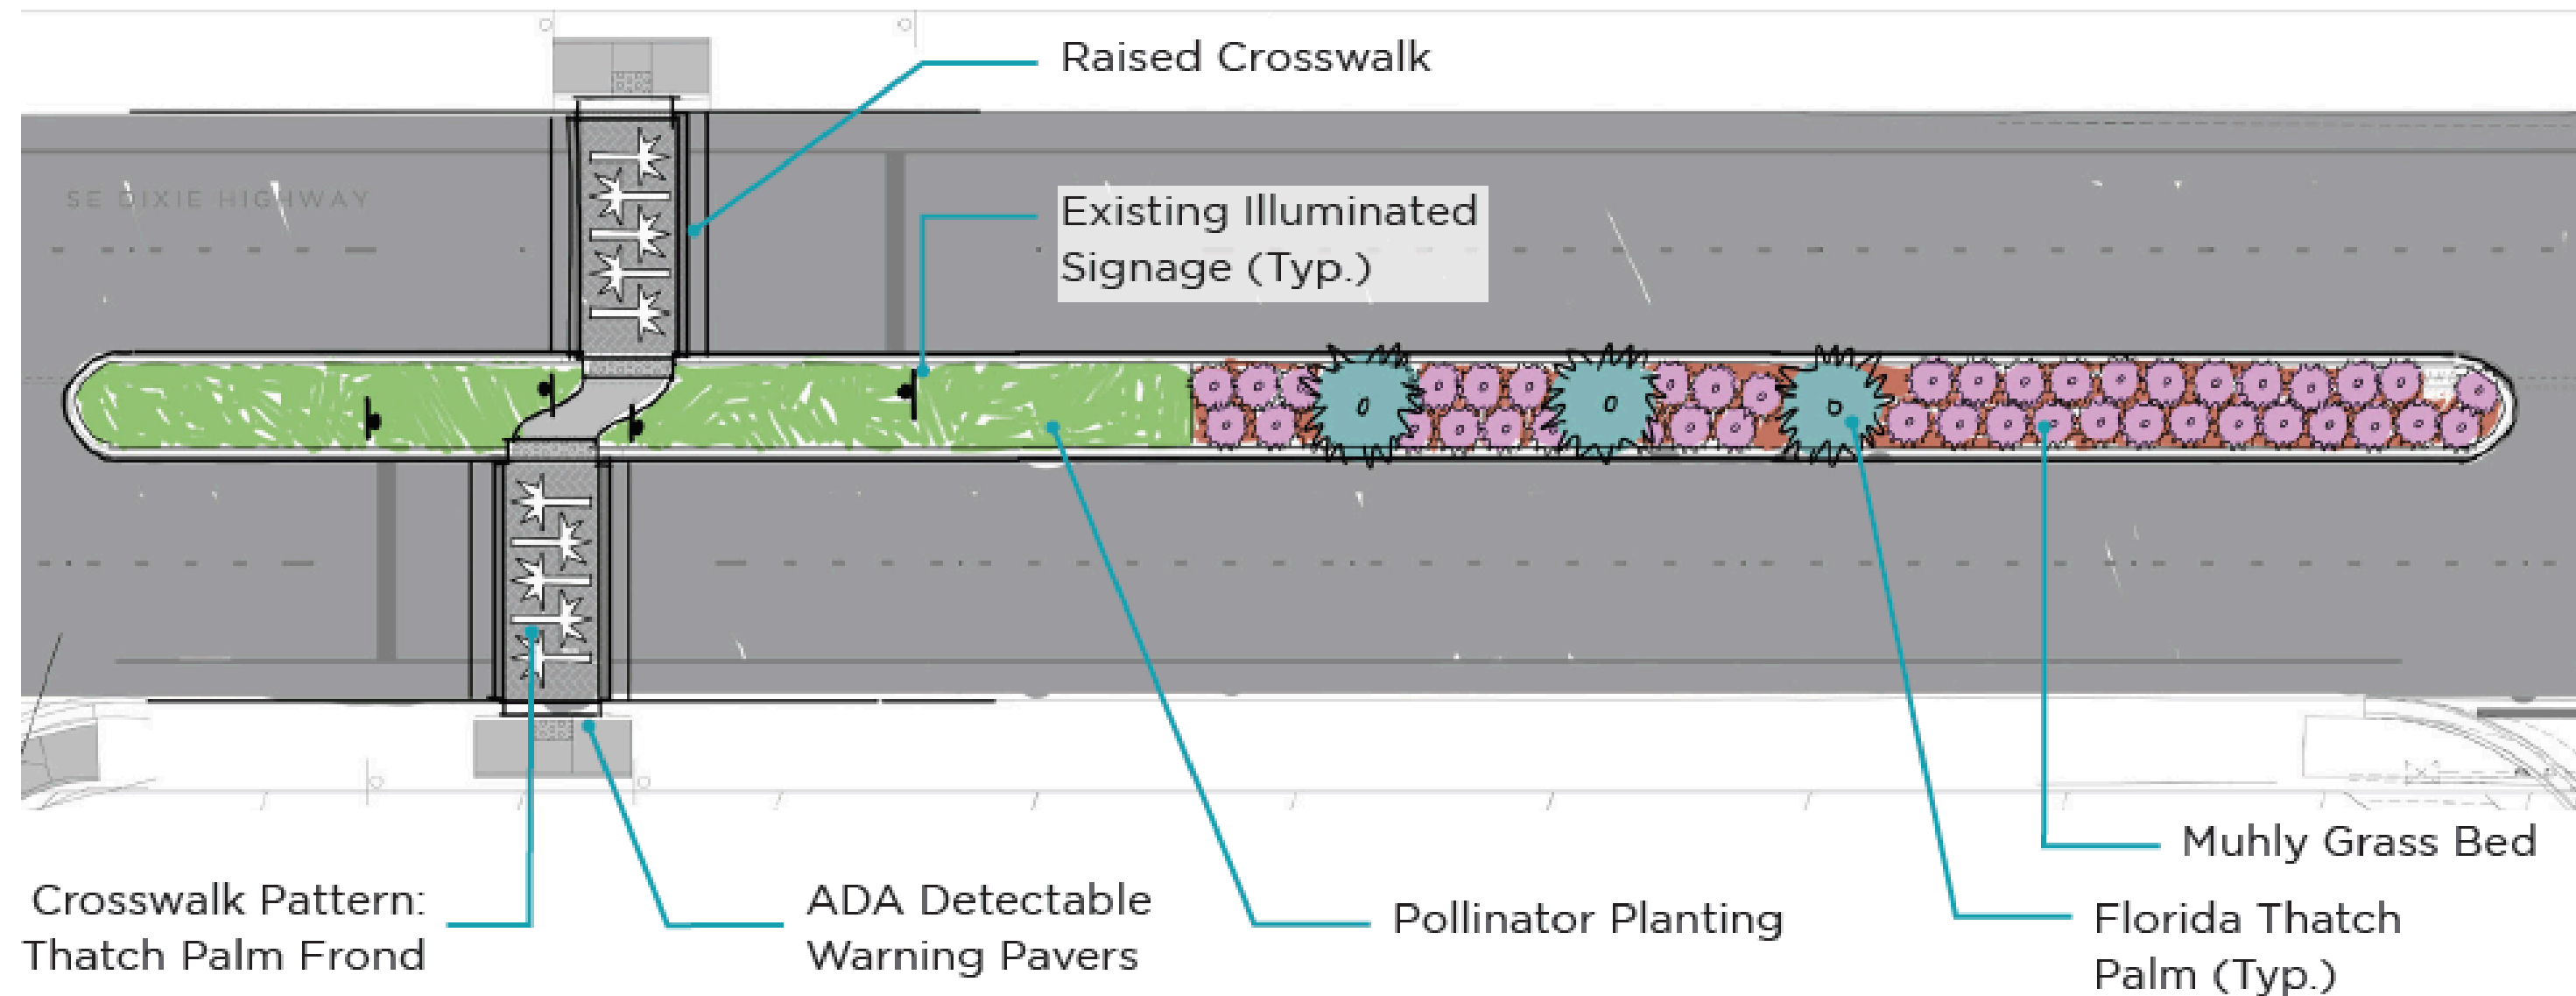 Raised Crosswalk
SE DIXIE HIGHWAY
Existing Illuminated
Signage (Typ.)
Muhly Grass Bed
Crosswalk Pattern:
Thatch Palm Frond
ADA Detectable
Warning Pavers
Pollinator Planting
Florida Thatch
Palm (Typ.)